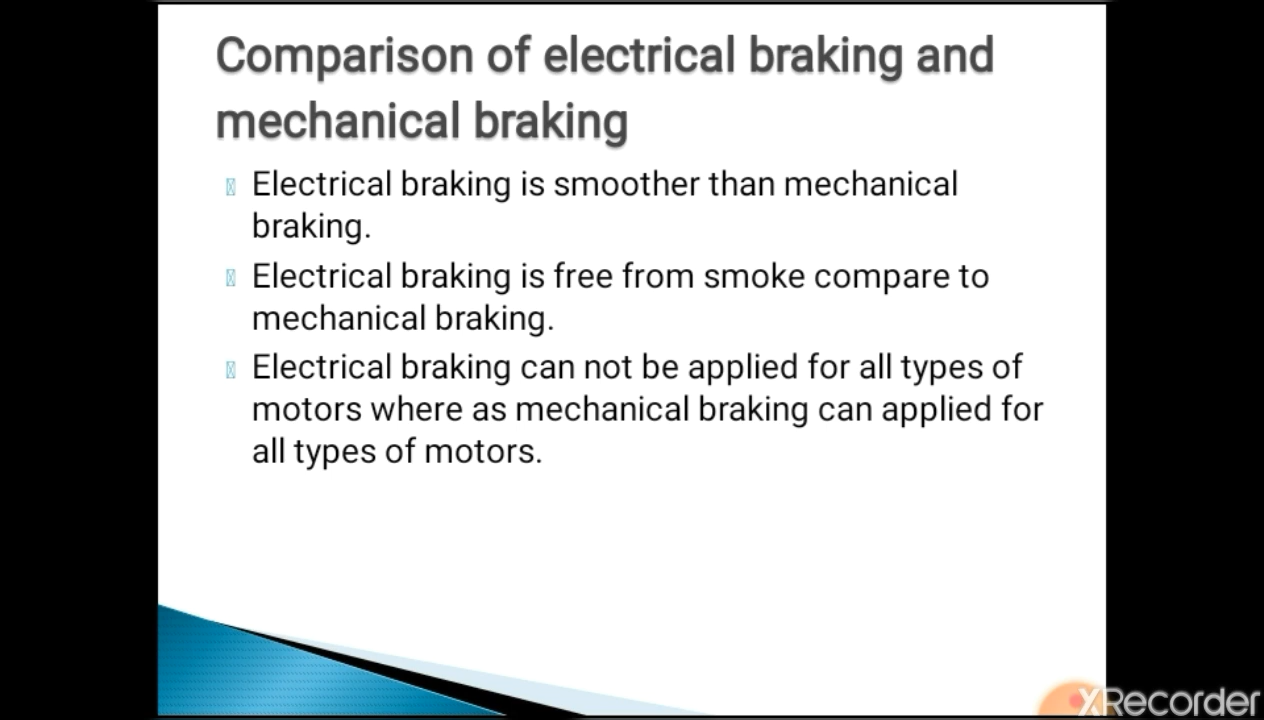 Comparison of electrical braking and
mechanical braking
Electrical braking is smoother than mechanical
braking.
Electrical braking is free from smoke compare to
mechanical braking.
Electrical braking can not be applied for all types of
motors where as mechanical braking can applied for
all types of motors.
XRecorder